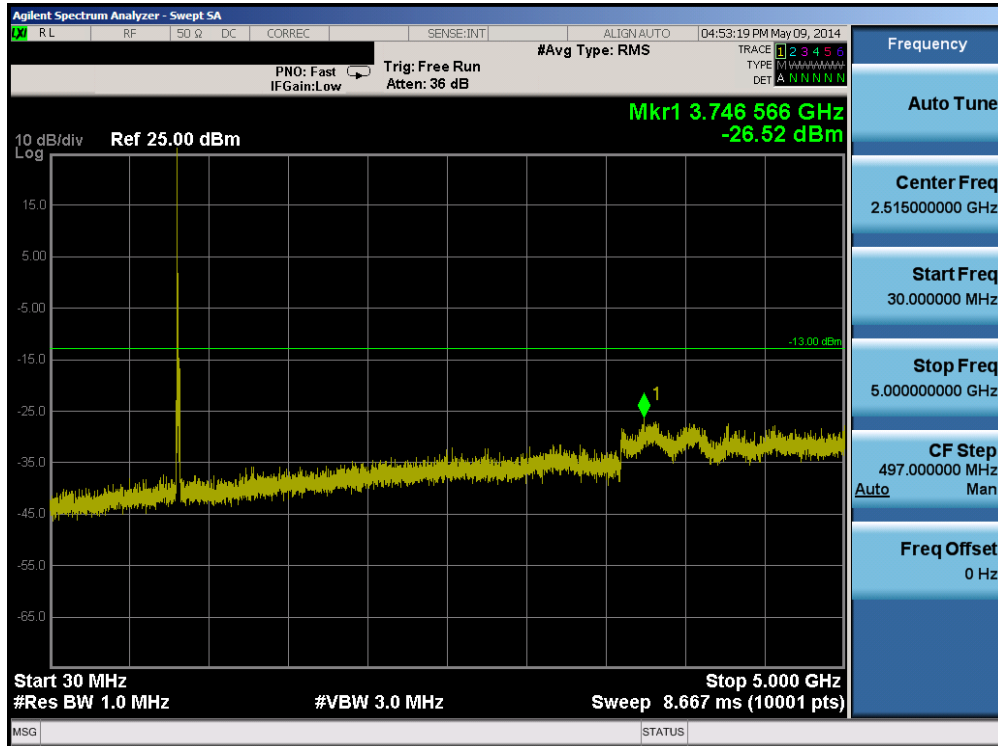 Agilent Spectrum Analyzer - Swept SA
LXI RL RF 50 Ω DC CORREC SENSE:INT ALIGN AUTO 04:53:19 PM May 09, 2014
#Avg Type: RMS TRACE 1 2 3 4 5 6
PNO: Fast Trig: Free Run TYPE M
IFGain:Low Atten: 36 dB DET A N N N N N
Mkr1 3.746 566 GHz
-26.52 dBm
10 dB/div Ref 25.00 dBm
Log
15.0
5.00
-5.00
-13.00 dBm
-15.0
1
-25.0
-35.0
-45.0
-55.0
-65.0
Start 30 MHz Stop 5.000 GHz
#Res BW 1.0 MHz #VBW 3.0 MHz Sweep 8.667 ms (10001 pts)
MSG STATUS
Frequency
Auto Tune
Center Freq
2.515000000 GHz
Start Freq
30.000000 MHz
Stop Freq
5.000000000 GHz
CF Step
497.000000 MHz
Auto Man
Freq Offset
0 Hz